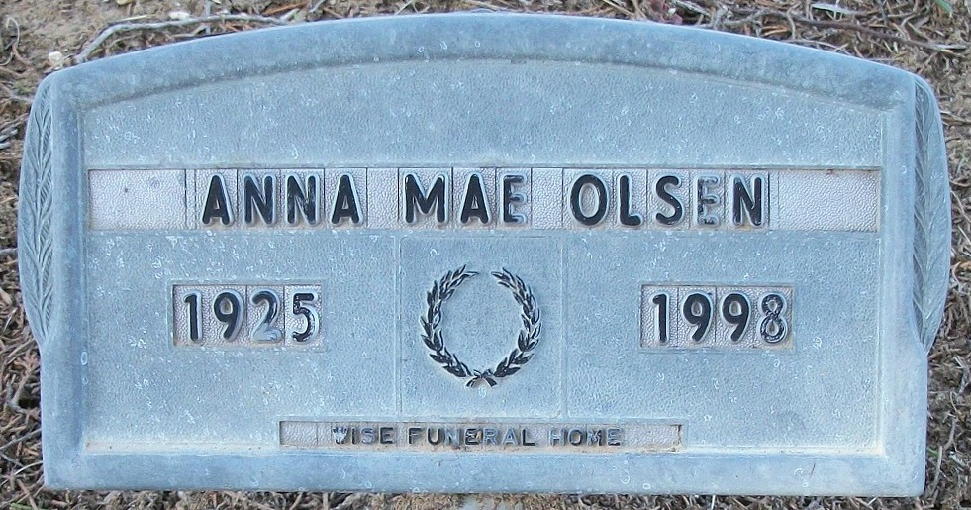 ANNA MAE OLSEN
1925 1998
WISE FUNERAL HOME